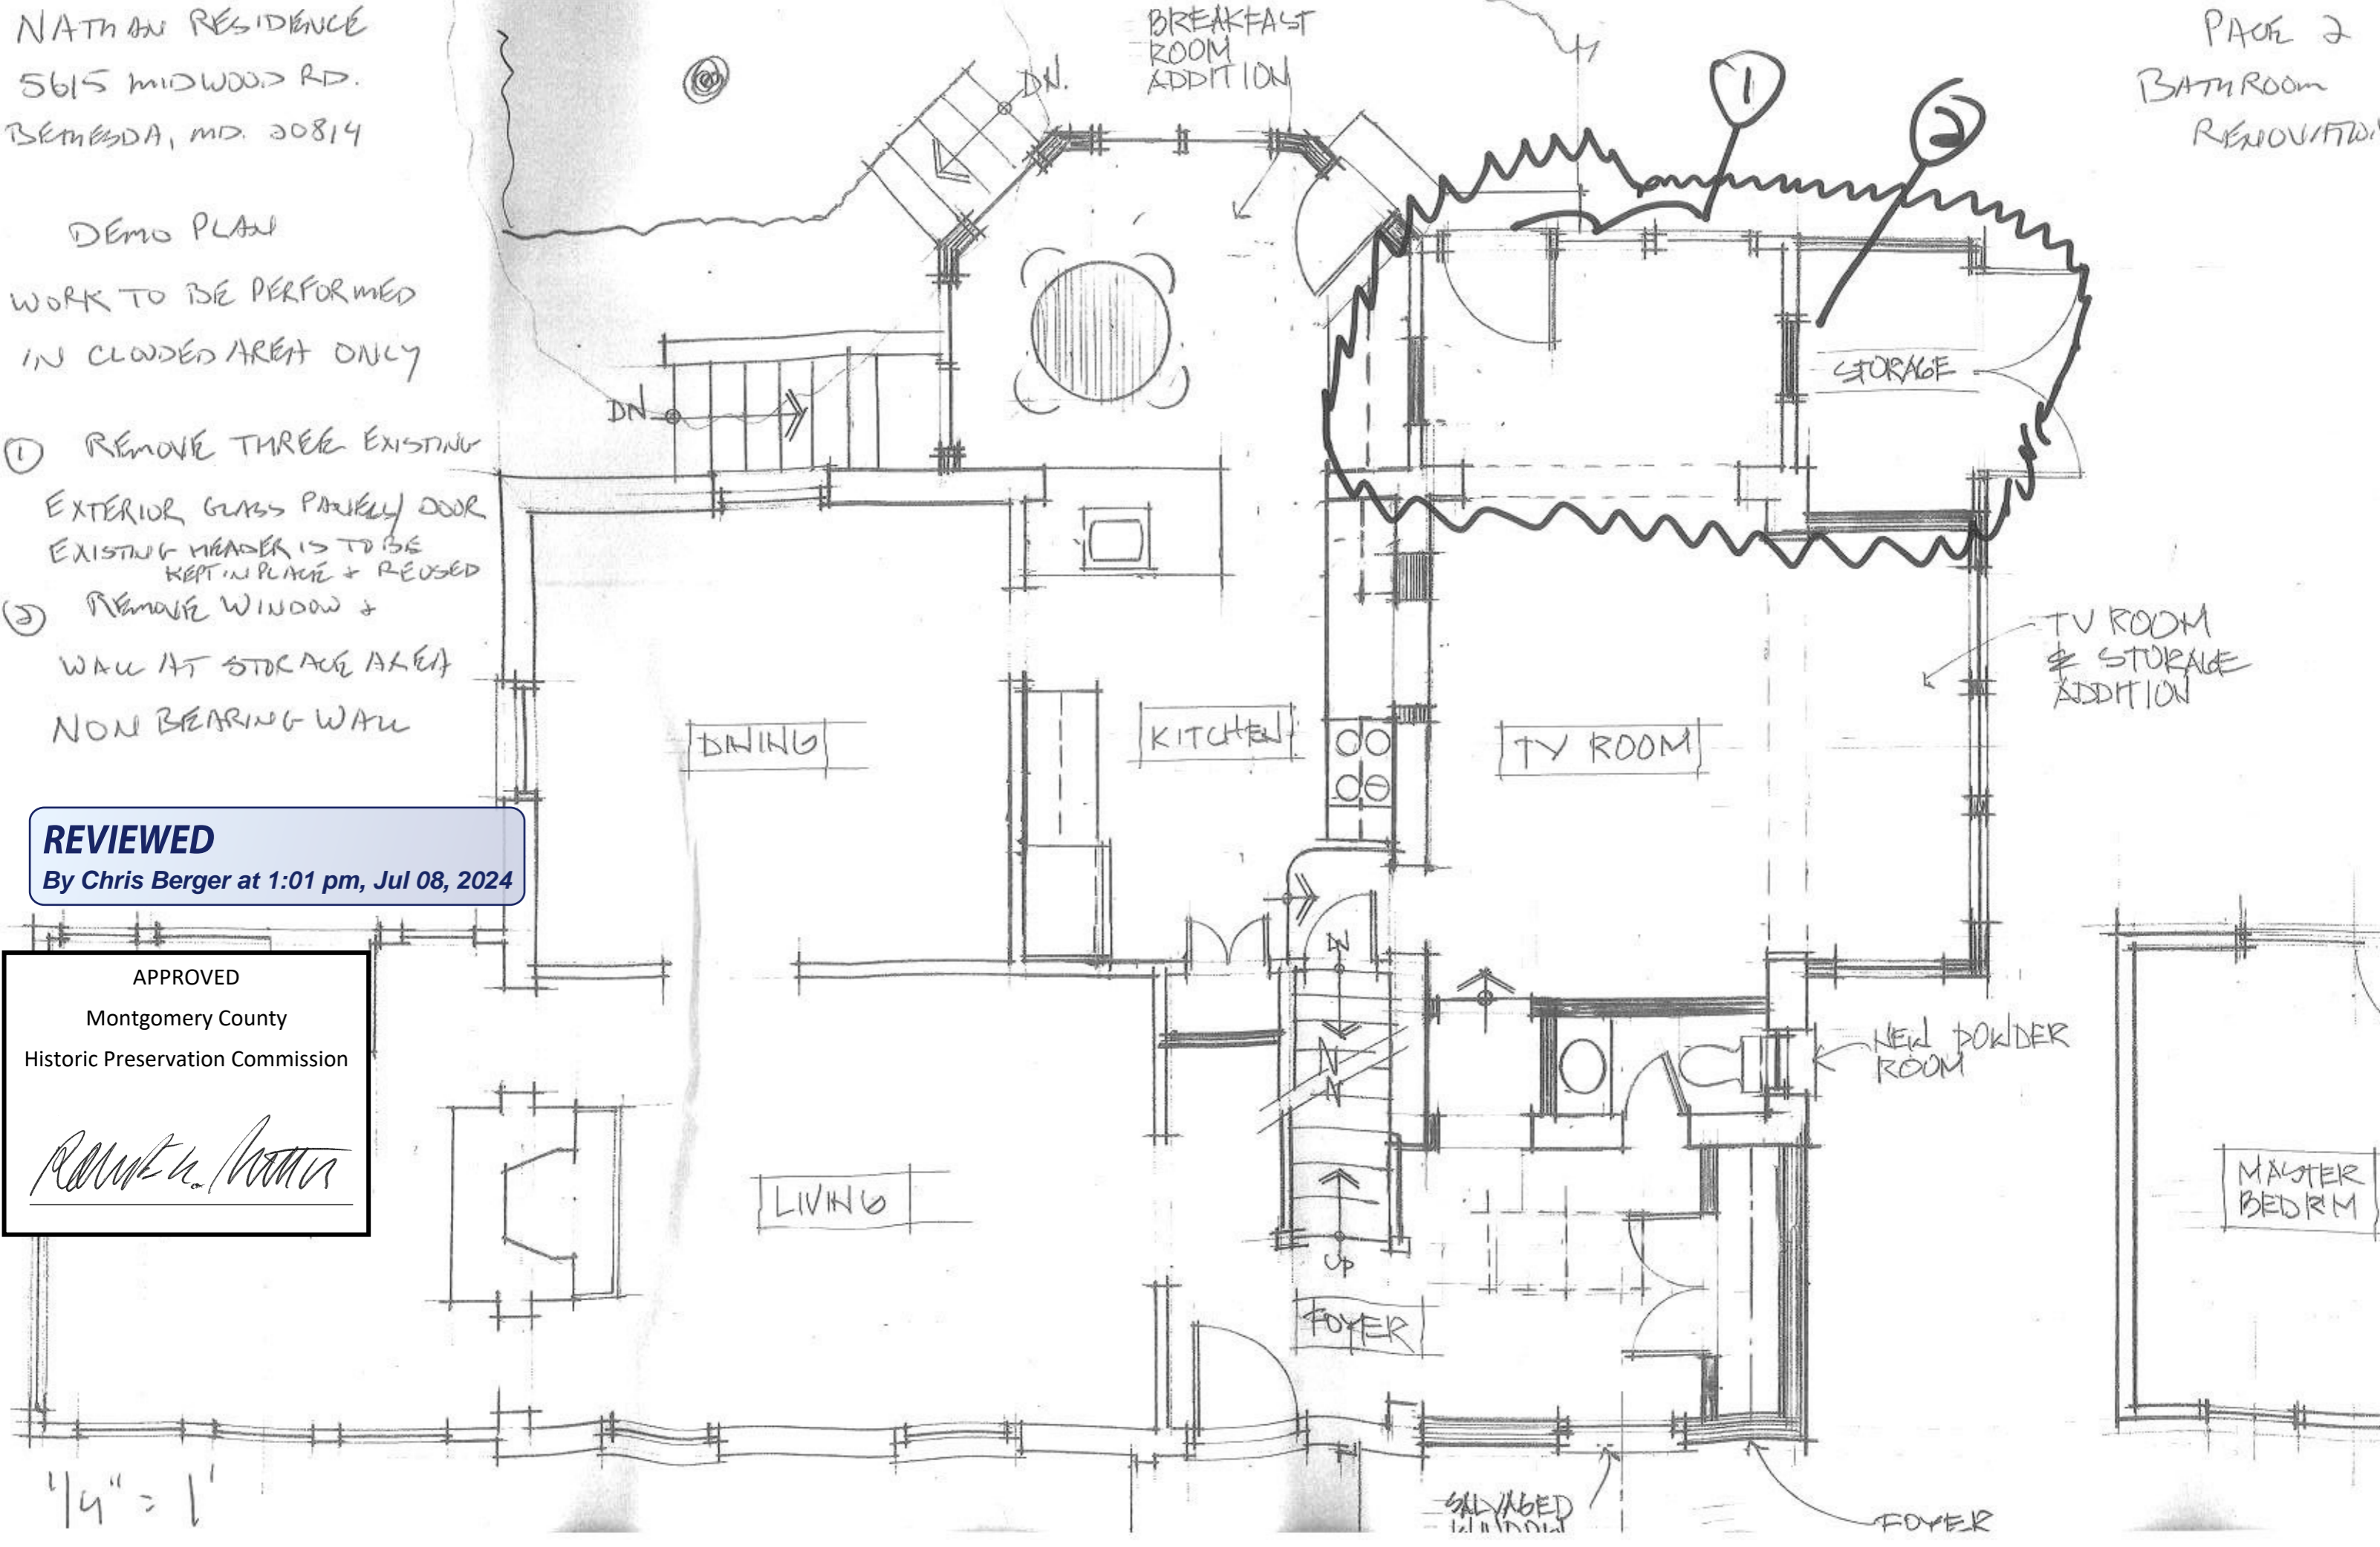 NATHAN RESIDENCE
5615 MIDWOOD RD.
BETHESDA, MD. 20814
DEMO PLAN
WORK TO BE PERFORMED
IN CLOUDED AREA ONLY
① REMOVE THREE EXISTING
EXTERIOR GLASS PANELS/DOOR
EXISTING HEADER IS TO BE
KEPT IN PLACE & REUSED
② REMOVE WINDOW &
WALL AT STORAGE AREA
NON BEARING WALL
REVIEWED
By Chris Berger at 1:01 pm, Jul 08, 2024
APPROVED
Montgomery County
Historic Preservation Commission
1/4" = 1'
BREAKFAST
ROOM
ADDITION
DN.
DN
1
2
PAGE 2
BATHROOM
RENOVATION
STORAGE
TV ROOM
& STORAGE
ADDITION
DINING
KITCHEN
TV ROOM
DN
NEW POWDER
ROOM
LIVING
UP
FOYER
MASTER
BEDRM
SALVAGED
WINDOW
FOYER